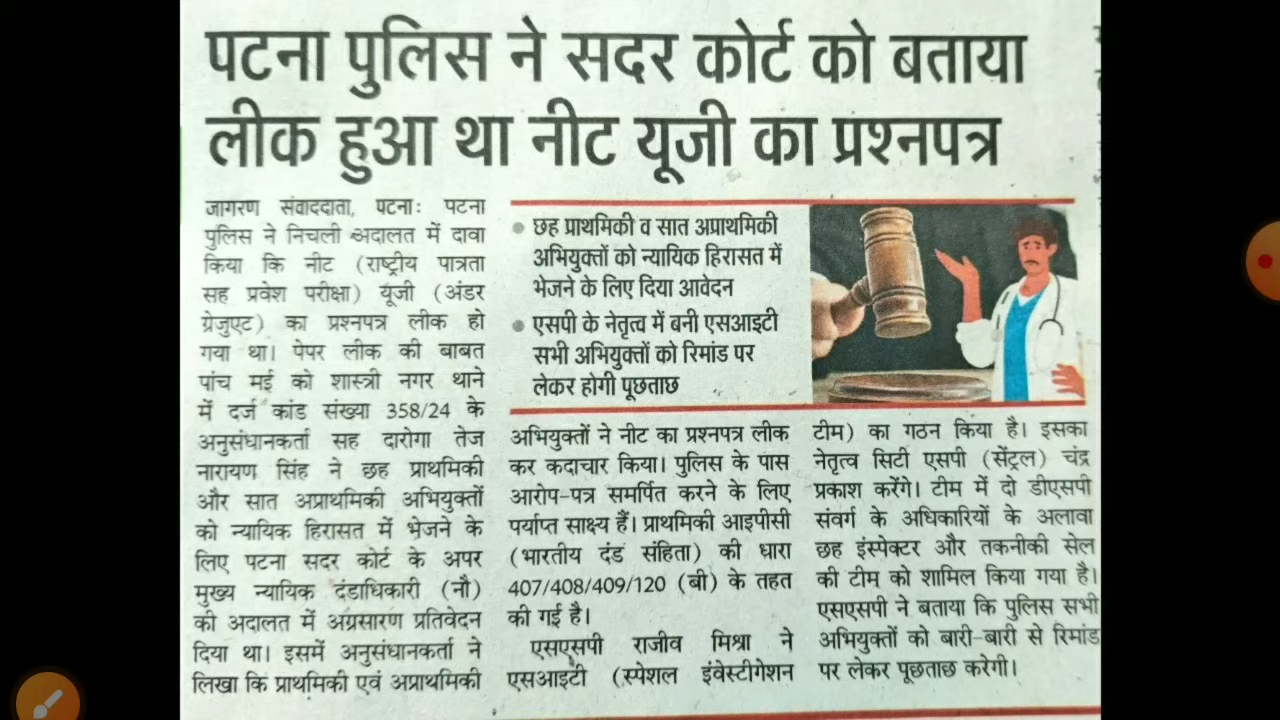 पटना पुलिस ने सदर कोर्ट को बताया
लीक हुआ था नीट यूजी का प्रश्नपत्र
जागरण संवाददाता, पटना: पटना
पुलिस ने निचली अदालत में दावा
किया कि नीट (राष्ट्रीय पात्रता
सह प्रवेश परीक्षा) यूजी (अंडर
ग्रेजुएट) का प्रश्नपत्र लीक हो
गया था। पेपर लीक की बाबत
पांच मई को शास्त्री नगर थाने
में दर्ज कांड संख्या 358/24 के
अनुसंधानकर्ता सह दारोगा तेज
नारायण सिंह ने छह प्राथमिकी
और सात अप्राथमिकी अभियुक्तों
को न्यायिक हिरासत में भेजने के
लिए पटना सदर कोर्ट के अपर
मुख्य न्यायिक दंडाधिकारी (नौ)
की अदालत में अग्रसारण प्रतिवेदन
दिया था। इसमें अनुसंधानकर्ता ने
लिखा कि प्राथमिकी एवं अप्राथमिकी
छह प्राथमिकी व सात अप्राथमिकी
अभियुक्तों को न्यायिक हिरासत में
भेजने के लिए दिया आवेदन
एसपी के नेतृत्व में बनी एसआइटी
सभी अभियुक्तों को रिमांड पर
लेकर होगी पूछताछ
अभियुक्तों ने नीट का प्रश्नपत्र लीक
कर कदाचार किया। पुलिस के पास
आरोप-पत्र समर्पित करने के लिए
पर्याप्त साक्ष्य हैं। प्राथमिकी आइपीसी
(भारतीय दंड संहिता) की धारा
407/408/409/120 (बी) के तहत
की गई है।
एसएसपी राजीव मिश्रा ने
एसआइटी (स्पेशल इंवेस्टीगेशन
टीम) का गठन किया है। इसका
नेतृत्व सिटी एसपी (सेंट्रल) चंद्र
प्रकाश करेंगे। टीम में दो डीएसपी
संवर्ग के अधिकारियों के अलावा
छह इंस्पेक्टर और तकनीकी सेल
की टीम को शामिल किया गया है।
एसएसपी ने बताया कि पुलिस सभी
अभियुक्तों को बारी-बारी से रिमांड
पर लेकर पूछताछ करेगी।